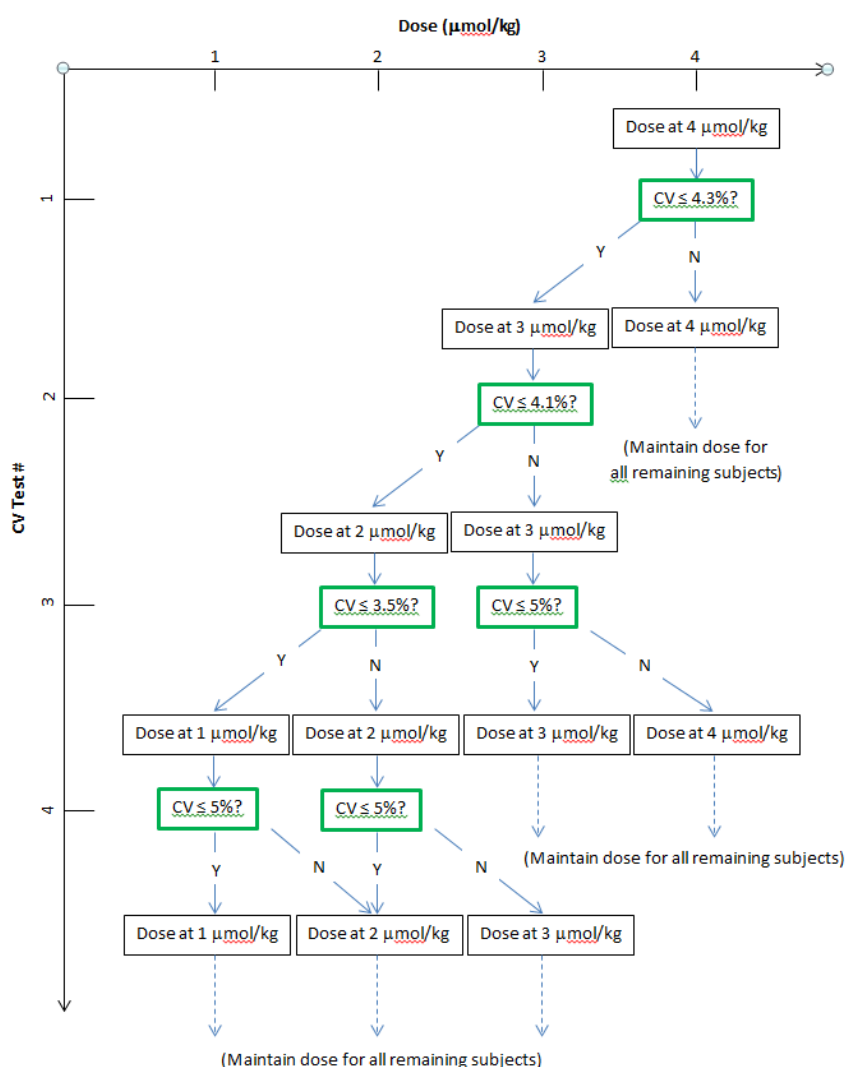 Dose (μmol/kg)
1 2 3 4
Dose at 4 μmol/kg
1
CV ≤ 4.3%?
Y N
Dose at 3 μmol/kg Dose at 4 μmol/kg
2
CV ≤ 4.1%?
(Maintain dose for
all remaining subjects)
Y N
CV Test #
Dose at 2 μmol/kg Dose at 3 μmol/kg
3
CV ≤ 3.5%? CV ≤ 5%?
Y N Y N
Dose at 1 μmol/kg Dose at 2 μmol/kg Dose at 3 μmol/kg Dose at 4 μmol/kg
4
CV ≤ 5%? CV ≤ 5%?
(Maintain dose for all remaining subjects)
Y N Y N
Dose at 1 μmol/kg Dose at 2 μmol/kg Dose at 3 μmol/kg
(Maintain dose for all remaining subjects)